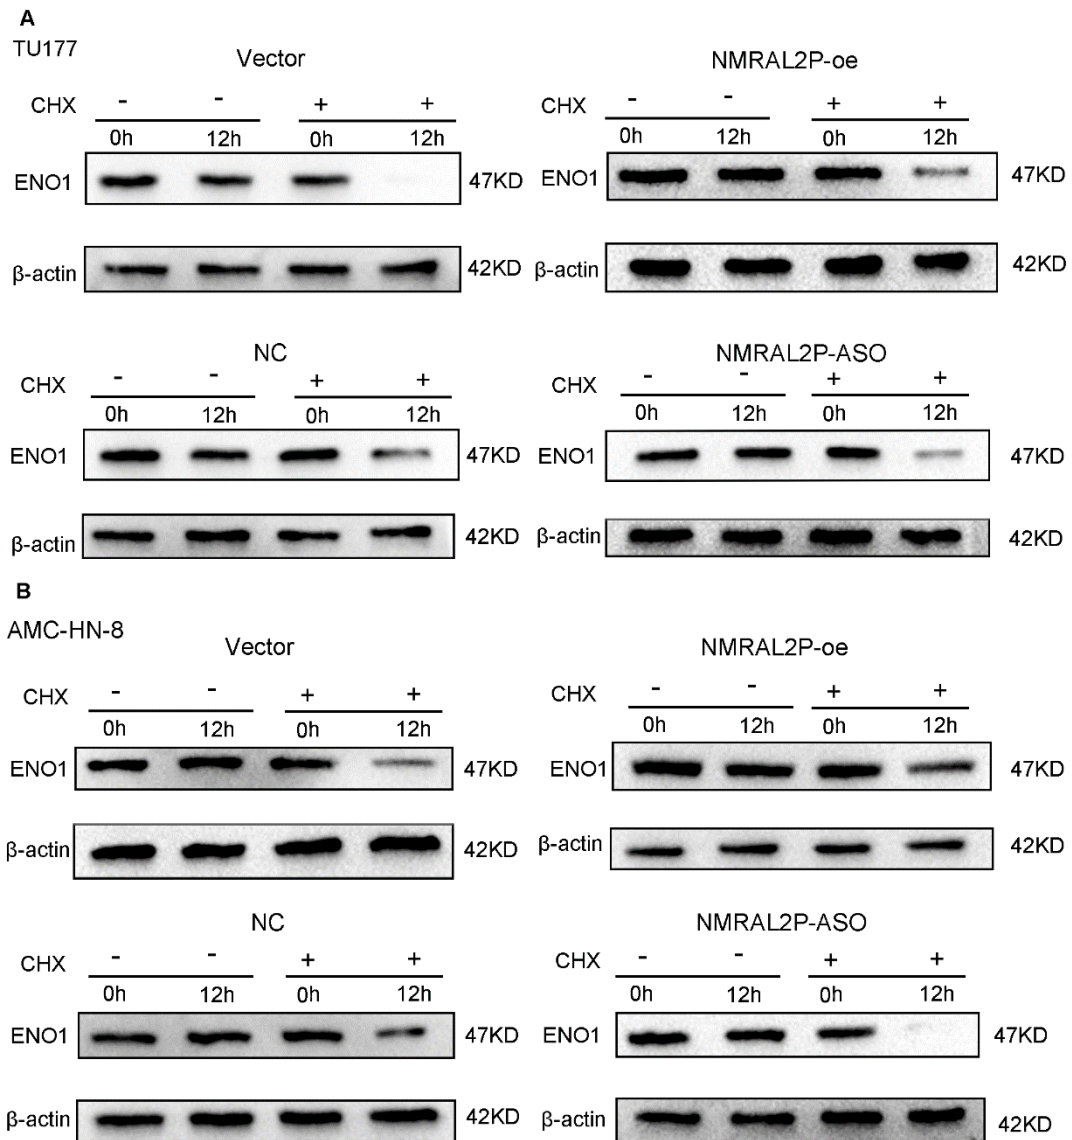 A
TU177
Vector
NMRAL2P-oe
CHX - - + +
CHX - - + +
0h 12h 0h 12h
0h 12h 0h 12h
ENO1 47KD
ENO1 47KD
β-actin 42KD
β-actin 42KD
NC
NMRAL2P-ASO
CHX - - + +
CHX - - + +
0h 12h 0h 12h
0h 12h 0h 12h
ENO1 47KD
ENO1 47KD
β-actin 42KD
β-actin 42KD
B
AMC-HN-8
Vector
NMRAL2P-oe
CHX - - + +
CHX - - + +
0h 12h 0h 12h
0h 12h 0h 12h
ENO1 47KD
ENO1 47KD
β-actin 42KD
β-actin 42KD
NC
NMRAL2P-ASO
CHX - - + +
CHX - - + +
0h 12h 0h 12h
0h 12h 0h 12h
ENO1 47KD
ENO1 47KD
β-actin 42KD
β-actin 42KD